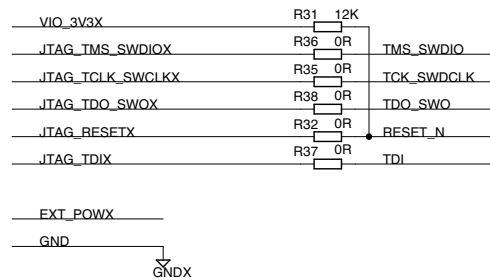 VIO_3V3X R31 12K
JTAG_TMS_SWDIOX R36 0R TMS_SWDIO
JTAG_TCLK_SWCLKX R35 0R TCK_SWDCLK
JTAG_TDO_SWOX R38 0R TDO_SWO
JTAG_RESETX R32 0R RESET_N
JTAG_TDIX R37 0R TDI
EXT_POWX
GND
GNDX